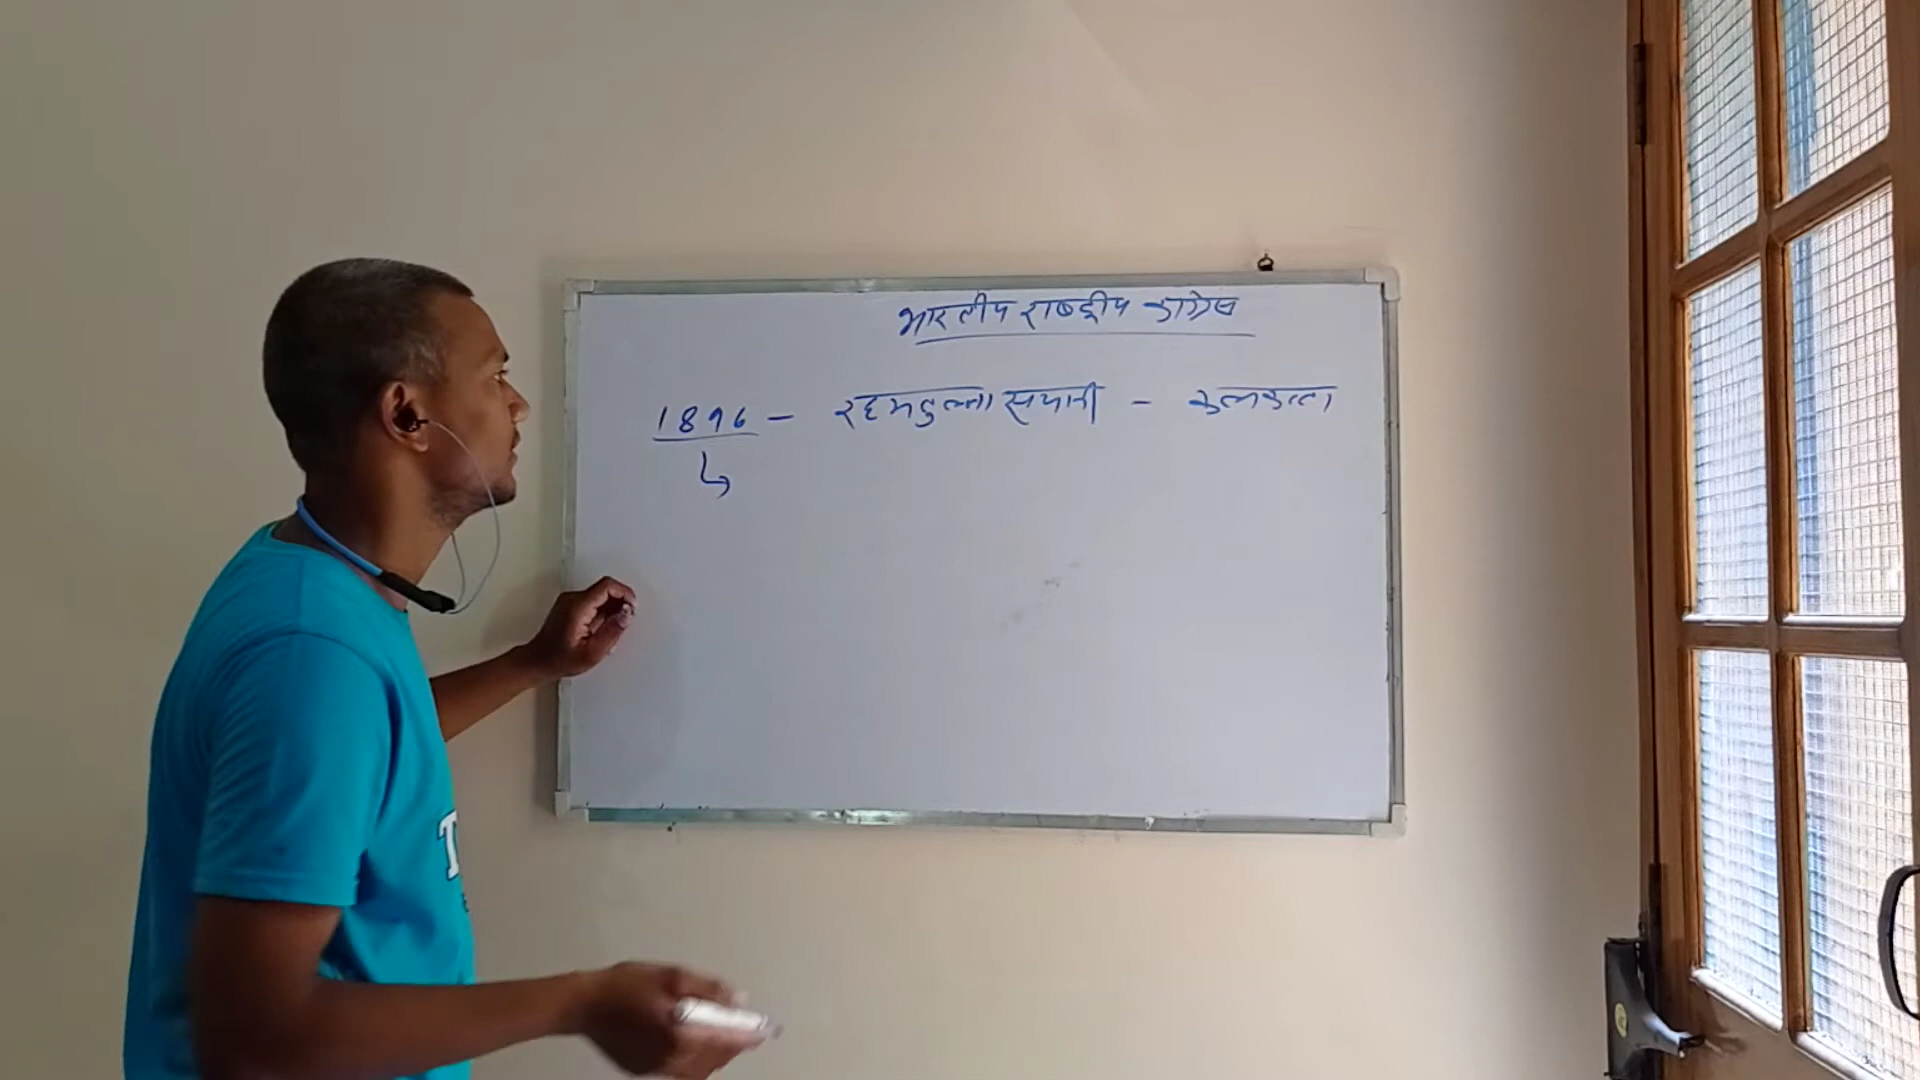 भारतीय राष्ट्रीय कांग्रेस
1896 - रहमतुल्ला सयानी - कलकत्ता
T